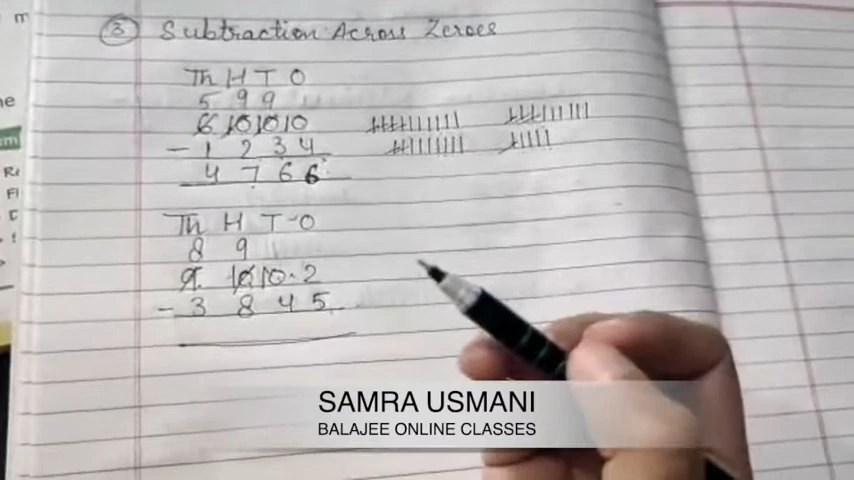 ③ Subtraction Across Zeroes
Th H T O
5 9 9
6 10 10 10
- 1 2 3 4
4 7 6 6
Th H T O
8 9
9 10 10 2
- 3 8 4 5
SAMRA USMANI
BALAJEE ONLINE CLASSES